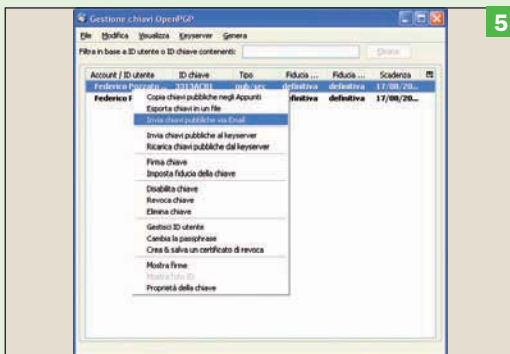 5
Gestione chiavi OpenPGP
File Modifica Visualizza Keyserver Genera
Filtra in base a ID utente o ID chiave contenenti:
Account / ID utente ID chiave Tipo Fiducia ... Fiducia ... Scadenza
Federico Pozzato ... pub/sec definitiva definitiva 17/08/20...
Federico definitiva definitiva 17/08/20...
Copia chiavi pubbliche negli Appunti
Esporta chiavi in un file
Invia chiavi pubbliche via Email
Invia chiavi pubbliche al keyserver
Ricarica chiavi pubbliche dal keyserver
Firma chiave
Imposta fiducia della chiave
Disabilita chiave
Revoca chiave
Elimina chiave
Gestisci ID utente
Cambia la passphrase
Crea & salva un certificato di revoca
Mostra firme
Mostra foto ID
Proprietà della chiave